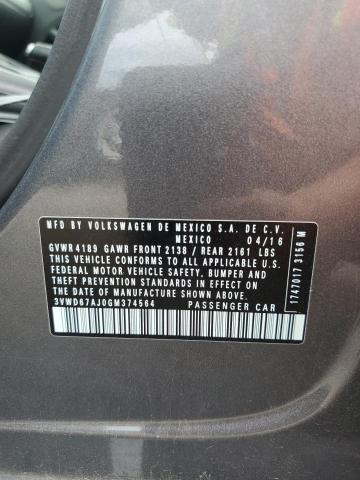 MFD BY VOLKSWAGEN DE MEXICO S.A. DE C.V.
MEXICO 04/16
GVWR 4189 GAWR FRONT 2138 / REAR 2161 LBS
THIS VEHICLE CONFORMS TO ALL APPLICABLE U.S.
FEDERAL MOTOR VEHICLE SAFETY, BUMPER AND
THEFT PREVENTION STANDARDS IN EFFECT ON
THE DATE OF MANUFACTURE SHOWN ABOVE.
3VWD67AJ0GM374564 PASSENGER CAR
1747017 3156 M